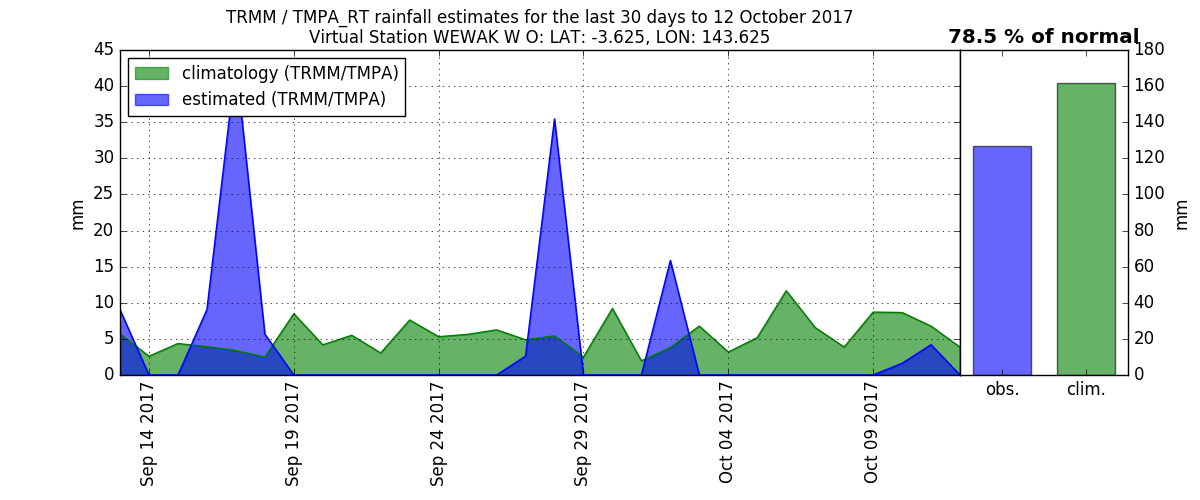 TRMM / TMPA_RT rainfall estimates for the last 30 days to 12 October 2017
Virtual Station WEWAK W O: LAT: -3.625, LON: 143.625
78.5 % of normal
climatology (TRMM/TMPA)
estimated (TRMM/TMPA)
45
40
35
30
25
20
15
10
5
0
mm
180
160
140
120
100
80
60
40
20
0
mm
Sep 14 2017
Sep 19 2017
Sep 24 2017
Sep 29 2017
Oct 04 2017
Oct 09 2017
obs.
clim.